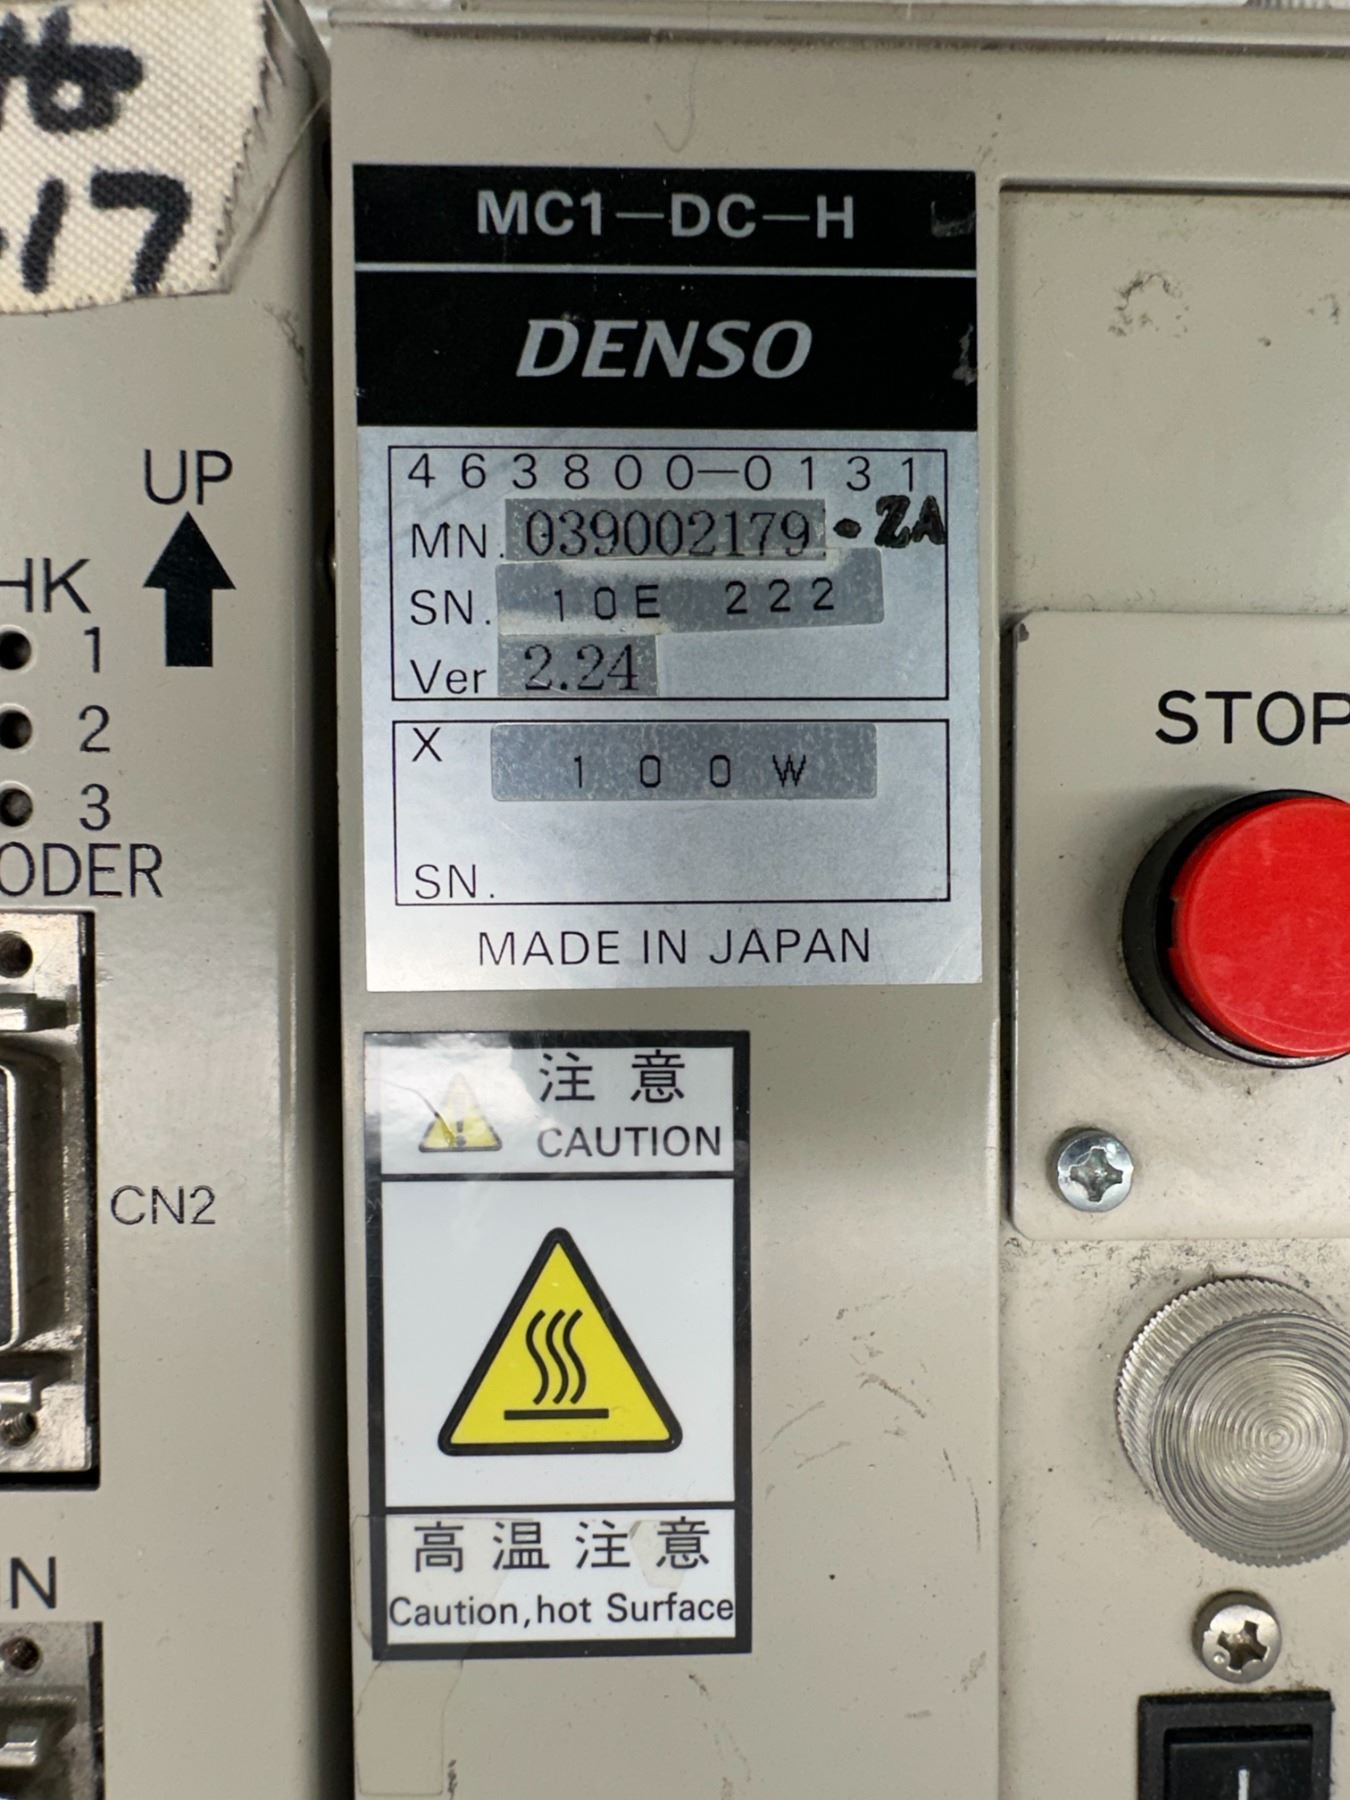 17
UP
HK
1
2
3
ODER
CN2
N
MC1-DC-H
DENSO
463800-0131
MN. 039002179 -ZA
SN. 10E 222
Ver 2.24
X 100W
SN.
MADE IN JAPAN
注意
CAUTION
高温注意
Caution,hot Surface
STOP